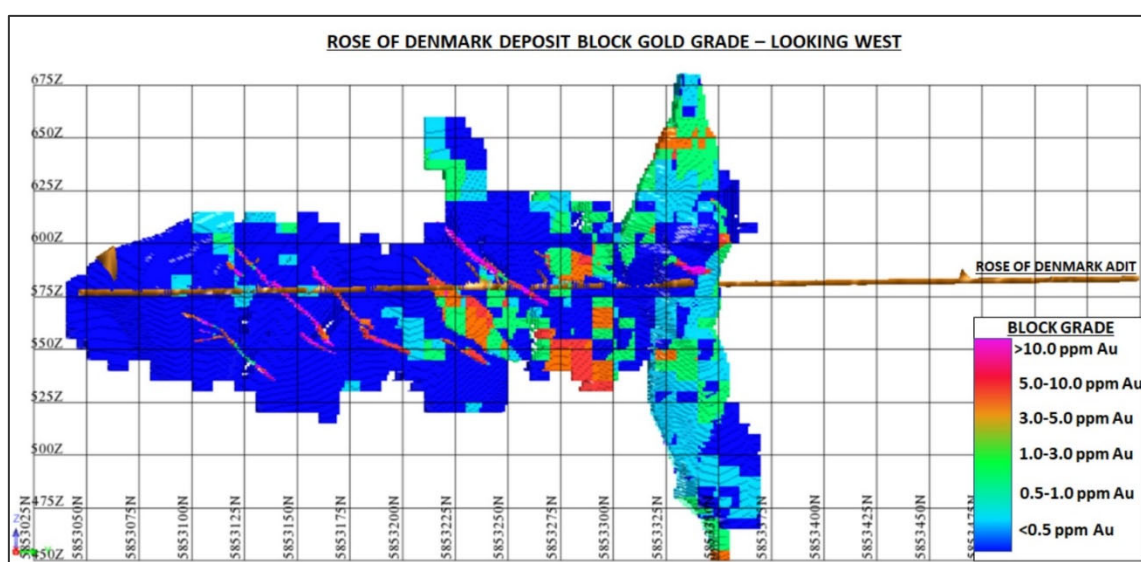 ROSE OF DENMARK DEPOSIT BLOCK GOLD GRADE – LOOKING WEST
675Z
650Z
625Z
600Z
575Z
550Z
525Z
500Z
475Z
450Z
ROSE OF DENMARK ADIT
BLOCK GRADE
>10.0 ppm Au
5.0-10.0 ppm Au
3.0-5.0 ppm Au
1.0-3.0 ppm Au
0.5-1.0 ppm Au
<0.5 ppm Au
5853025N
5853050N
5853075N
5853100N
5853125N
5853150N
5853175N
5853200N
5853225N
5853250N
5853275N
5853300N
5853325N
5853375N
5853400N
5853425N